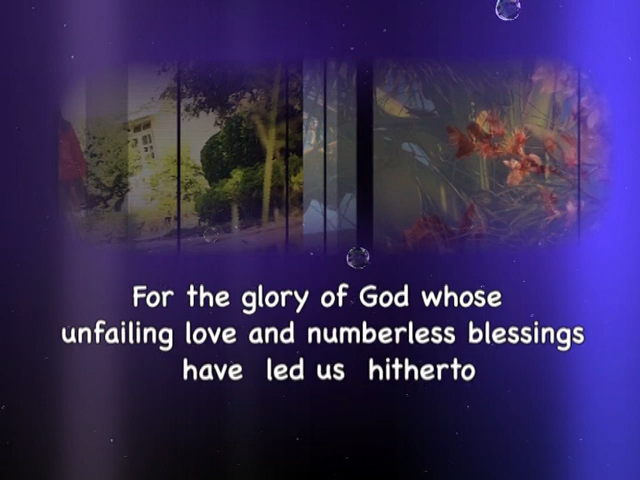 For the glory of God whose
unfailing love and numberless blessings
have led us hitherto